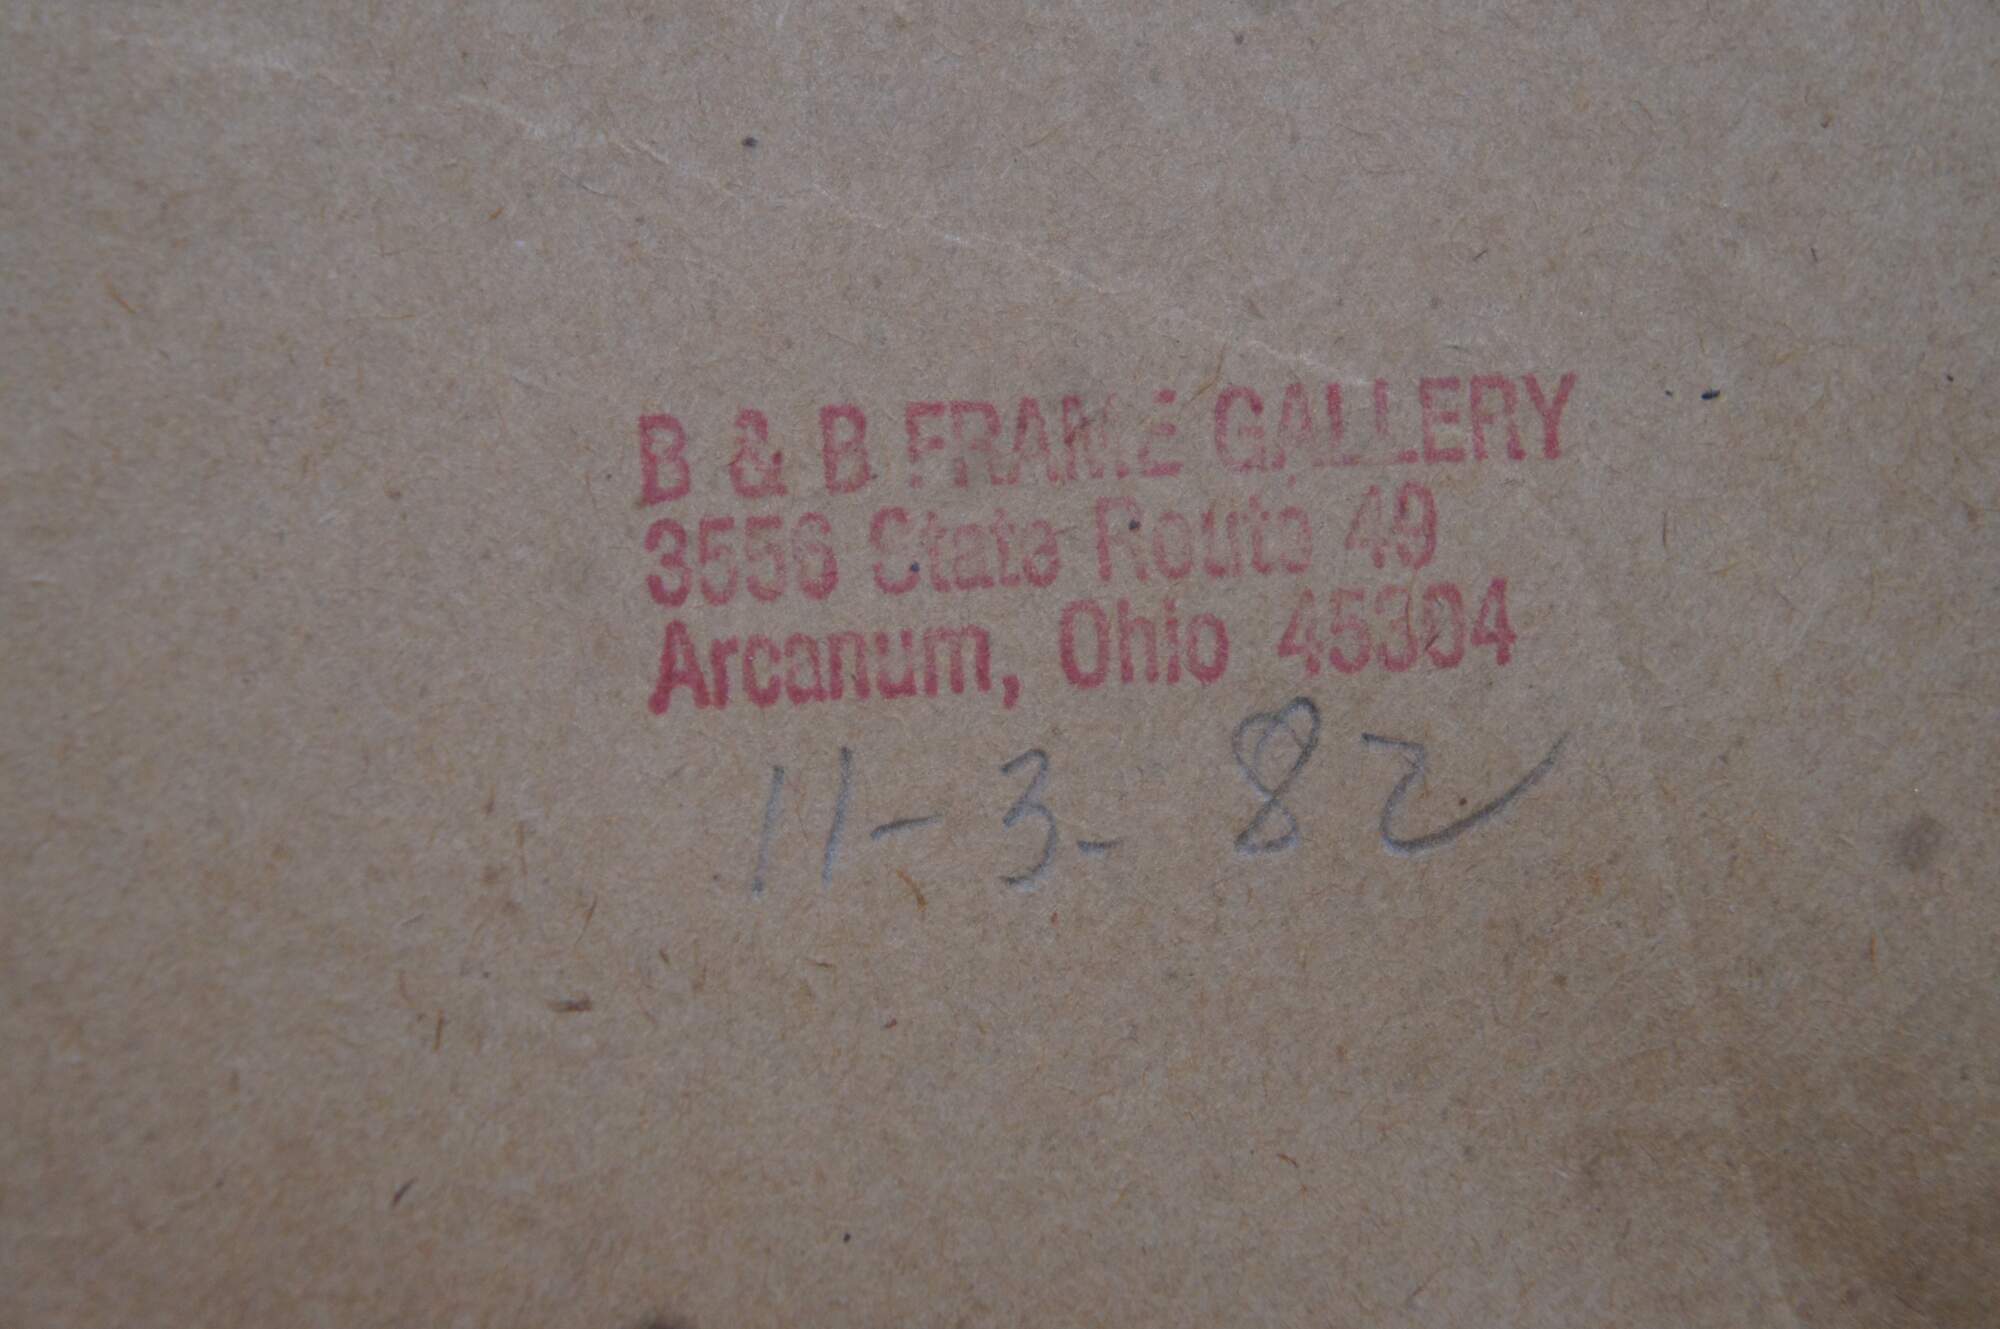 B & B FRAME GALLERY
3556 State Route 49
Arcanum, Ohio 45304
11-3-82